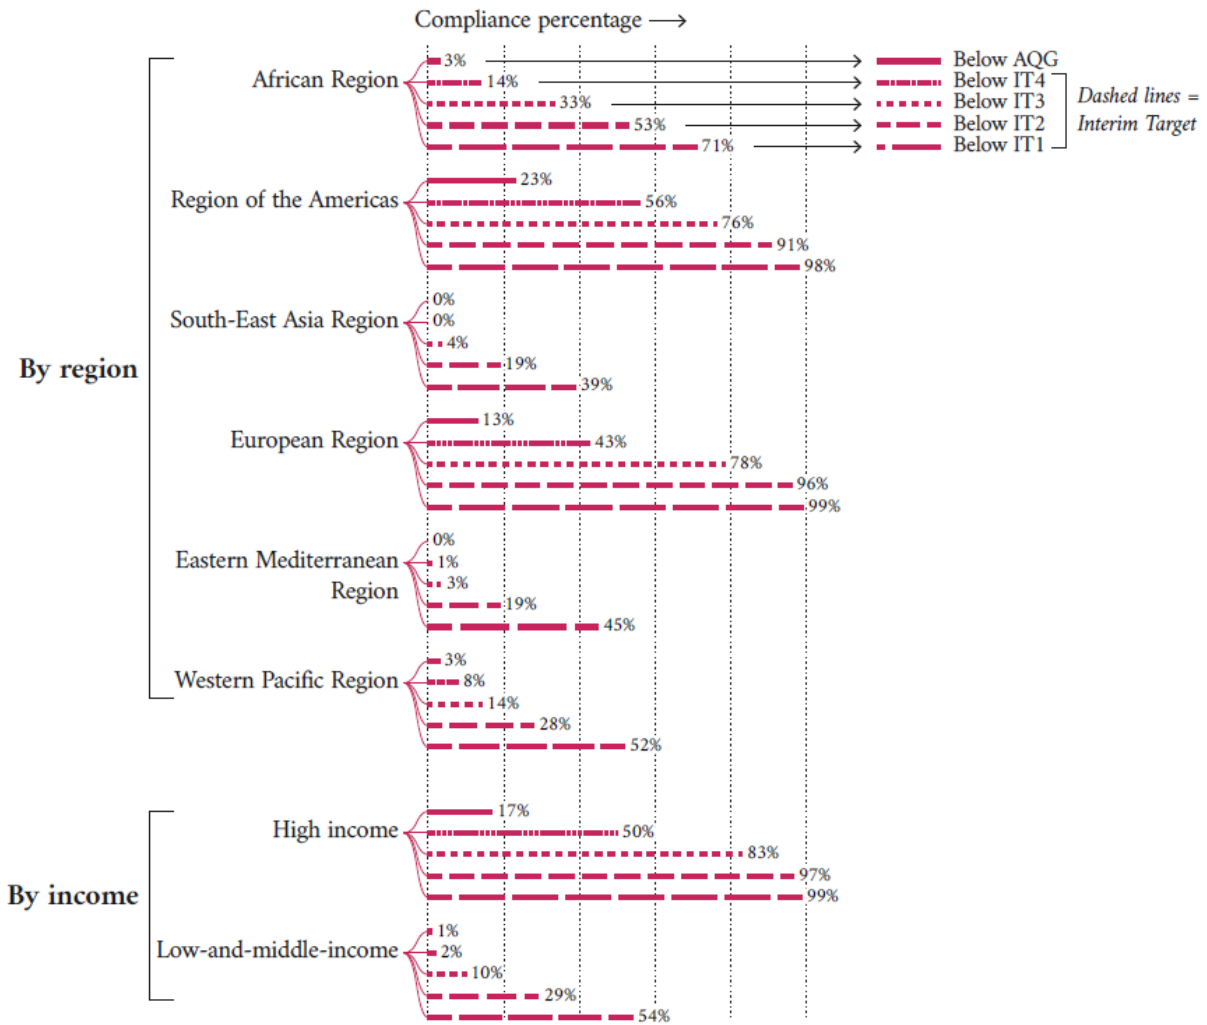 Compliance percentage
By region
African Region
3%
14%
33%
53%
71%
Below AQG
Below IT4
Below IT3
Below IT2
Below IT1
Dashed lines =
Interim Target
Region of the Americas
23%
56%
76%
91%
98%
South-East Asia Region
0%
0%
4%
19%
39%
European Region
13%
43%
78%
96%
99%
Eastern Mediterranean
Region
0%
1%
3%
19%
45%
Western Pacific Region
3%
8%
14%
28%
52%
By income
High income
17%
50%
83%
97%
99%
Low-and-middle-income
1%
2%
10%
29%
54%